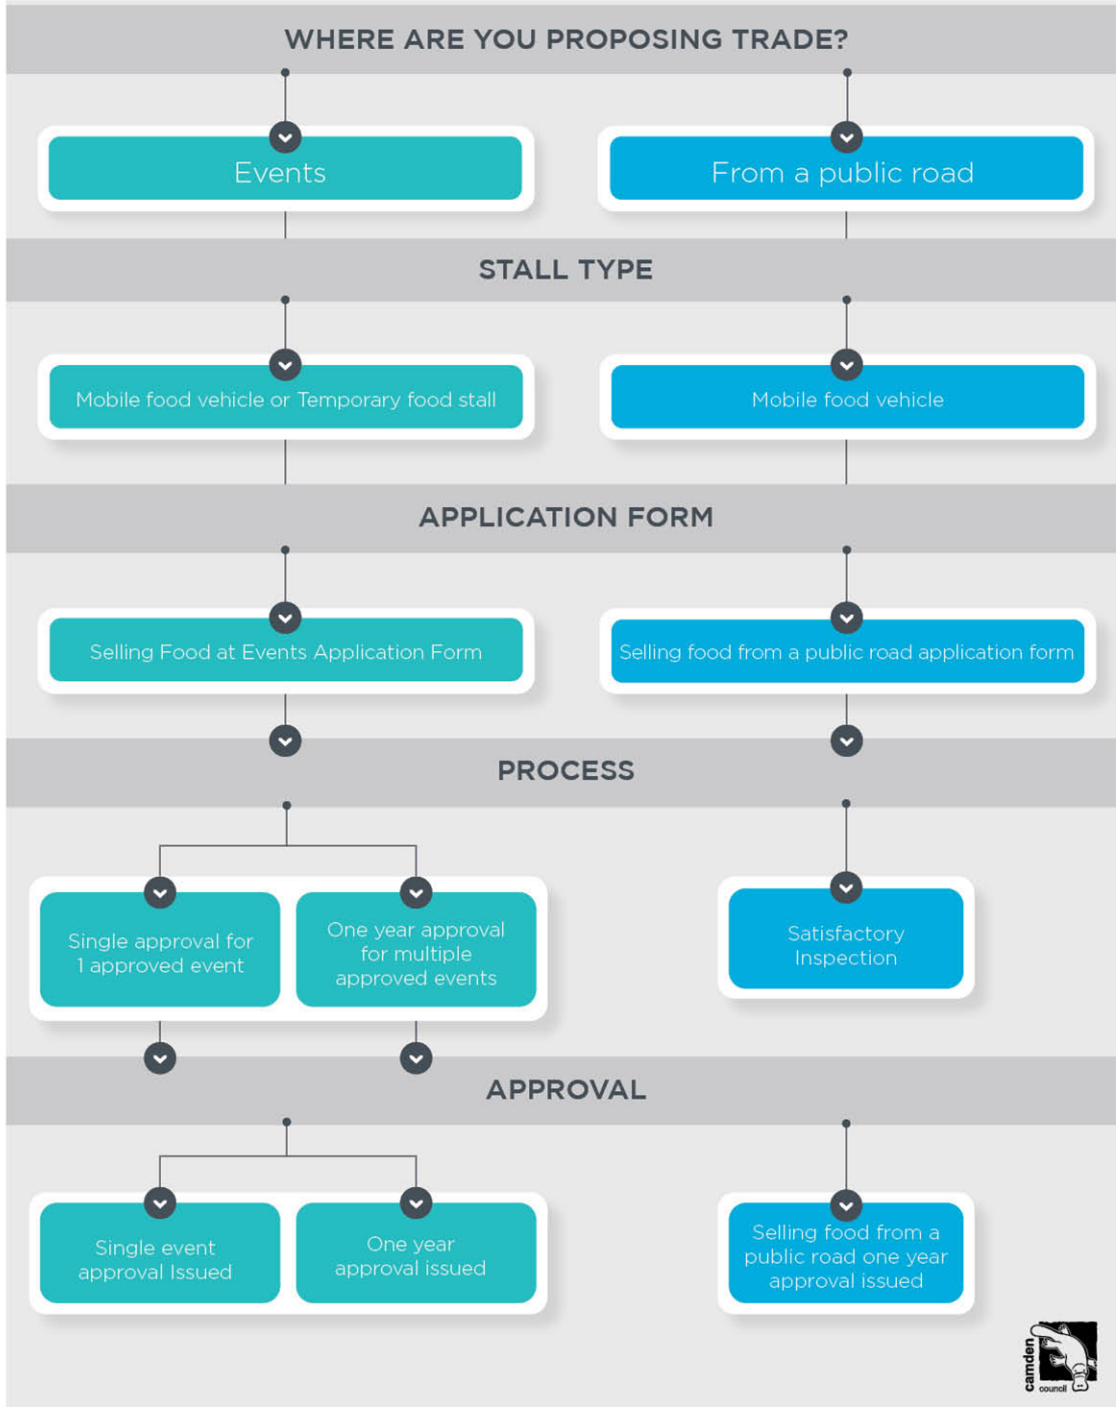 WHERE ARE YOU PROPOSING TRADE?
Events
From a public road
STALL TYPE
Mobile food vehicle or Temporary food stall
Mobile food vehicle
APPLICATION FORM
Selling Food at Events Application Form
Selling food from a public road application form
PROCESS
Single approval for
1 approved event
One year approval
for multiple
approved events
Satisfactory
Inspection
APPROVAL
Single event
approval Issued
One year
approval issued
Selling food from a
public road one year
approval issued
camden
council